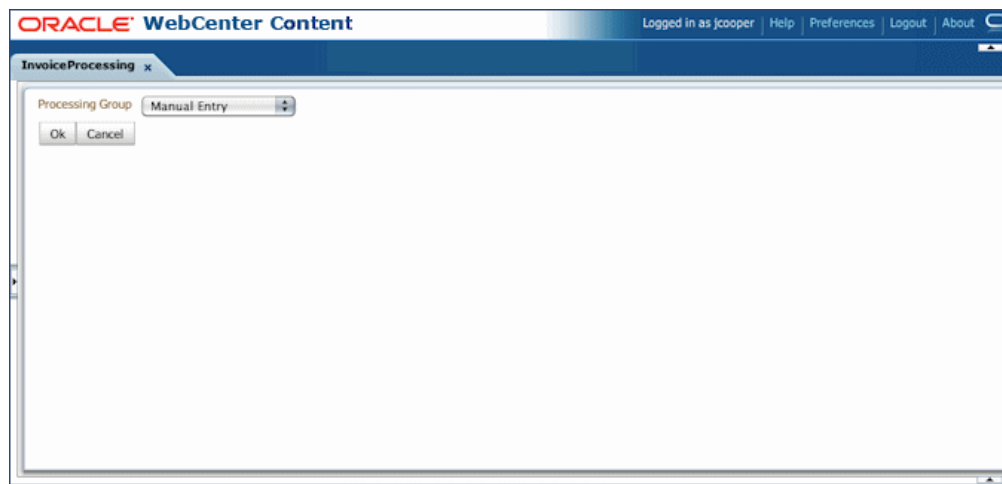 ORACLE WebCenter Content
Logged in as jcooper Help Preferences Logout About
InvoiceProcessing x
Processing Group Manual Entry
Ok Cancel